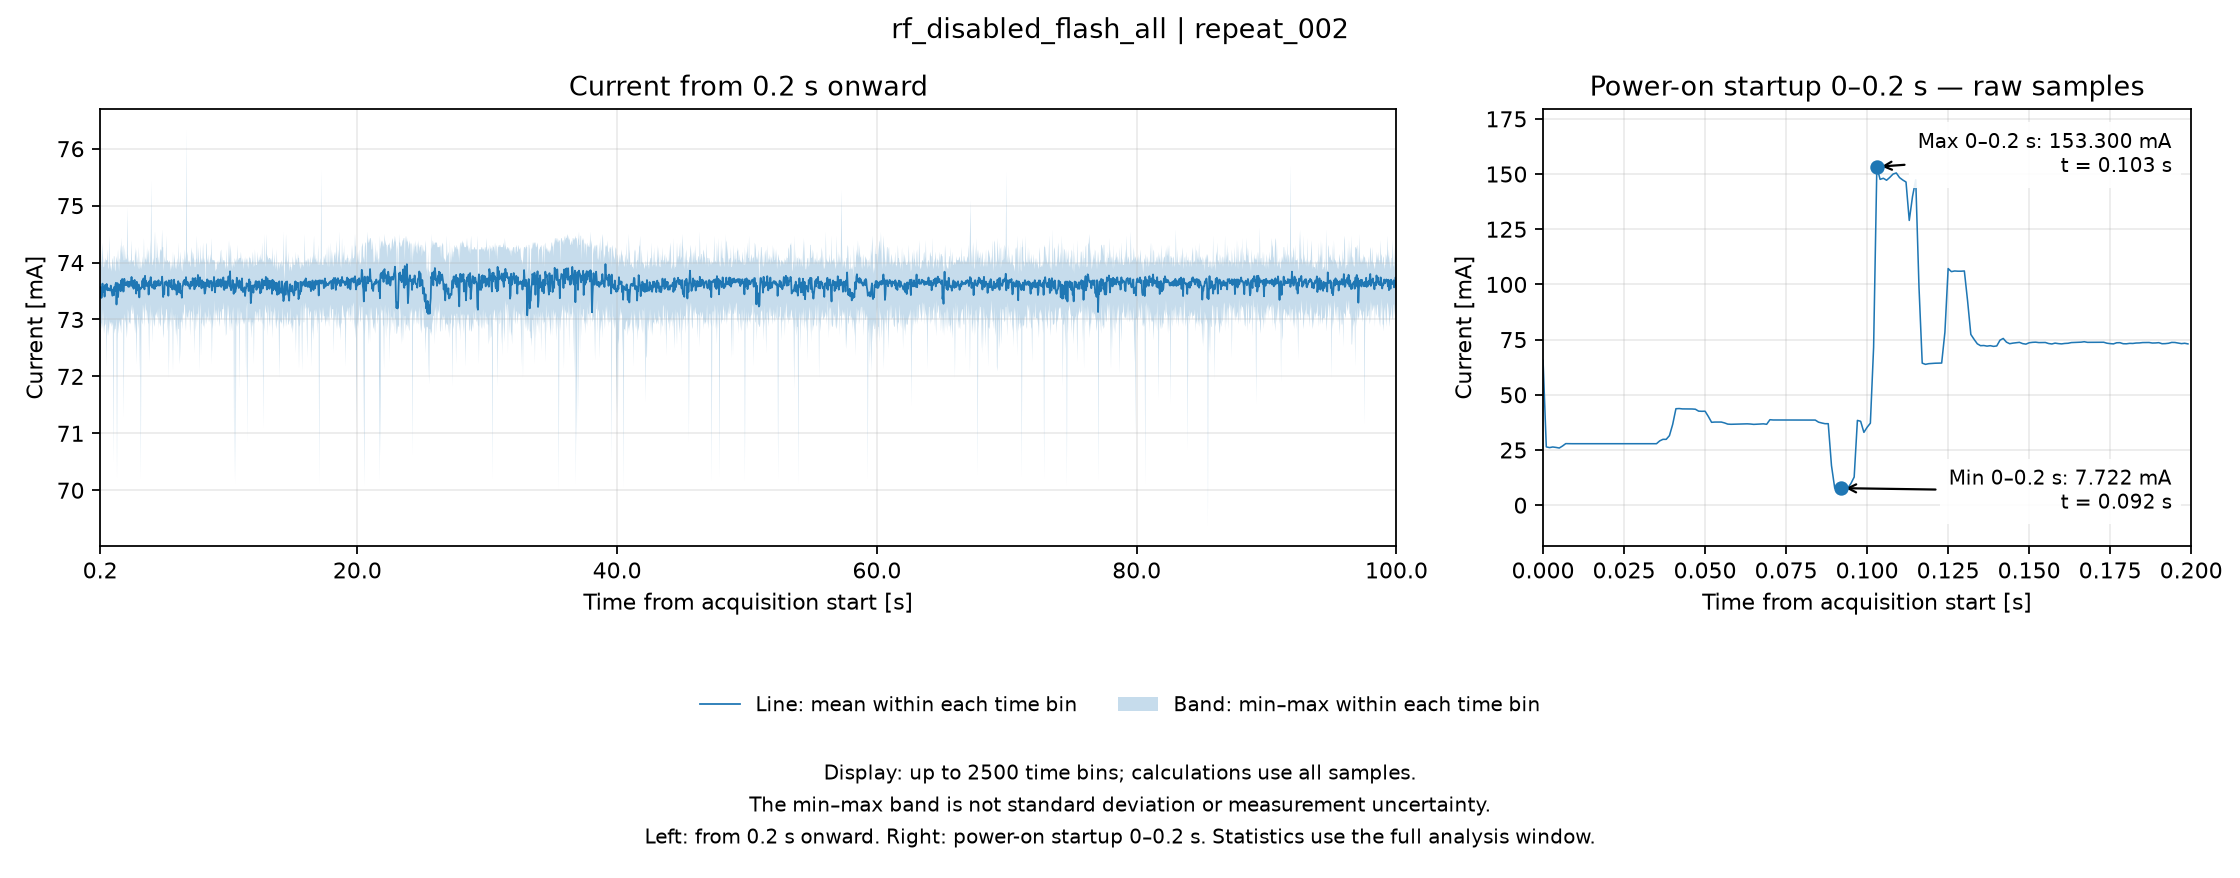 rf_disabled_flash_all | repeat_002
Current from 0.2 s onward
Current [mA]
76
75
74
73
72
71
70
0.2 20.0 40.0 60.0 80.0 100.0
Time from acquisition start [s]
Power-on startup 0–0.2 s — raw samples
Current [mA]
175
150
125
100
75
50
25
0
Max 0–0.2 s: 153.300 mA
t = 0.103 s
Min 0–0.2 s: 7.722 mA
t = 0.092 s
0.000 0.025 0.050 0.075 0.100 0.125 0.150 0.175 0.200
Time from acquisition start [s]
Line: mean within each time bin
Band: min–max within each time bin
Display: up to 2500 time bins; calculations use all samples.
The min–max band is not standard deviation or measurement uncertainty.
Left: from 0.2 s onward. Right: power-on startup 0–0.2 s. Statistics use the full analysis window.